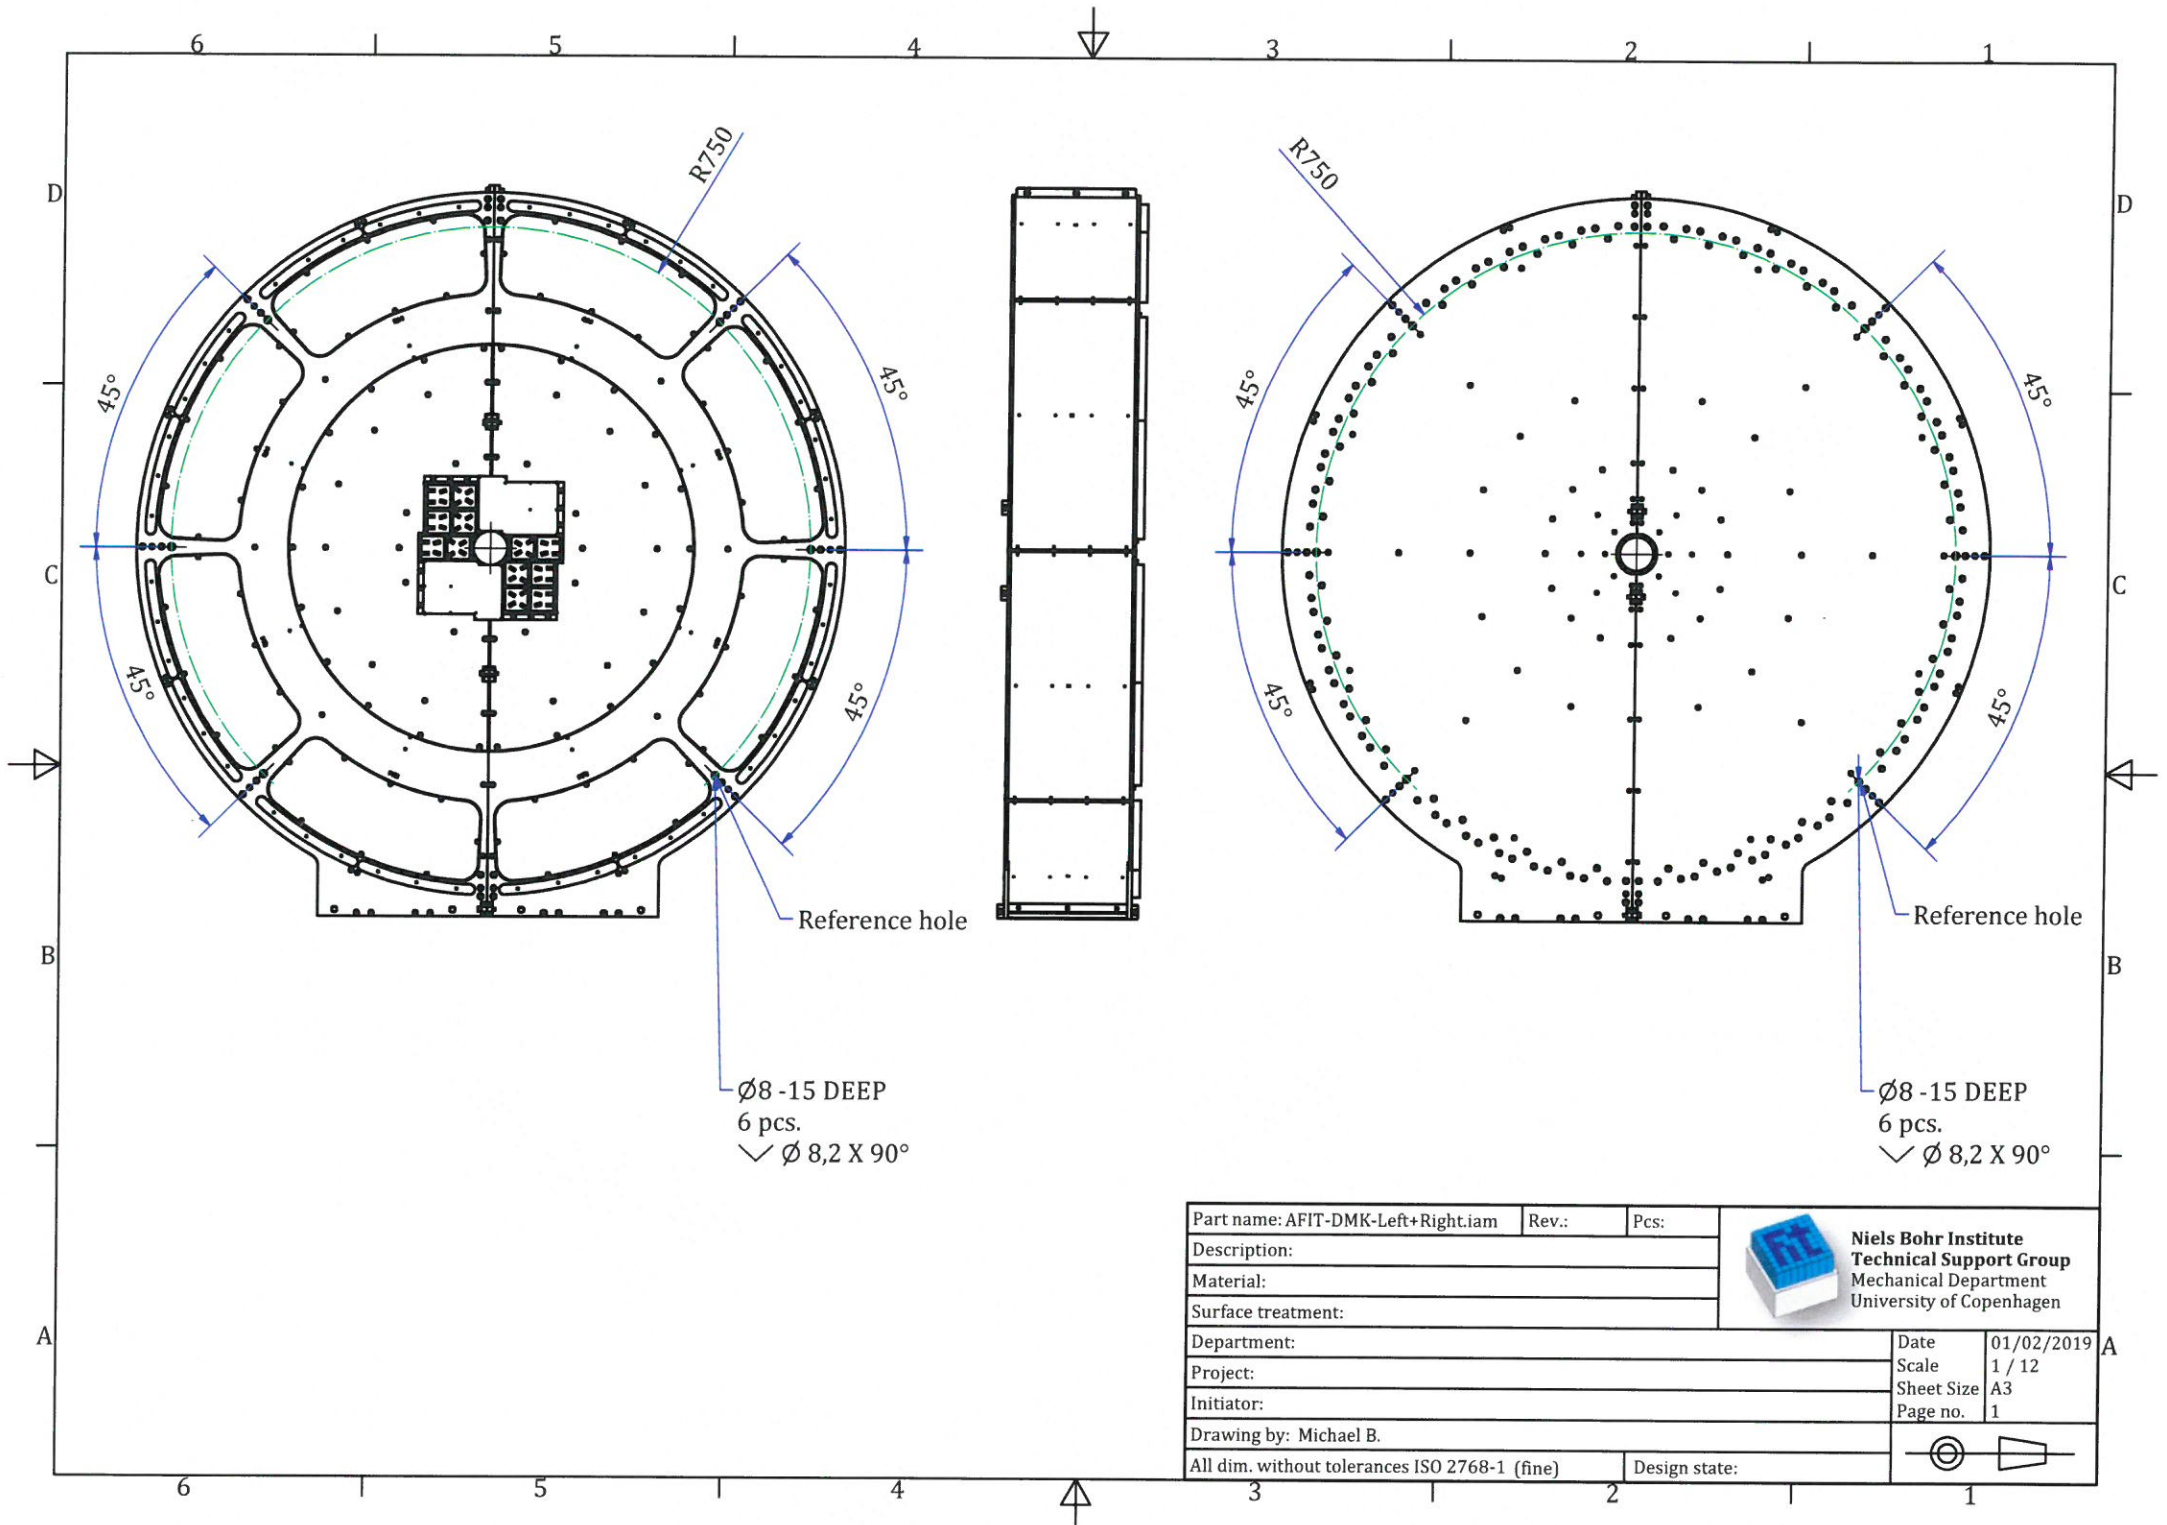 6 5 4 3 2 1
D D
R750 R750
45° 45° 45° 45°
C C
45° 45° 45° 45°
Reference hole Reference hole
B B
Ø8 -15 DEEP
6 pcs.
Ø 8,2 X 90°
Ø8 -15 DEEP
6 pcs.
Ø 8,2 X 90°
Part name: AFIT-DMK-Left+Right.iam Rev.: Pcs:
Description:
Material:
Surface treatment:
Niels Bohr Institute
Technical Support Group
Mechanical Department
University of Copenhagen
A A
Department:
Project:
Initiator:
Date 01/02/2019
Scale 1 / 12
Sheet Size A3
Page no. 1
Drawing by: Michael B.
All dim. without tolerances ISO 2768-1 (fine) Design state:
6 5 4 3 2 1